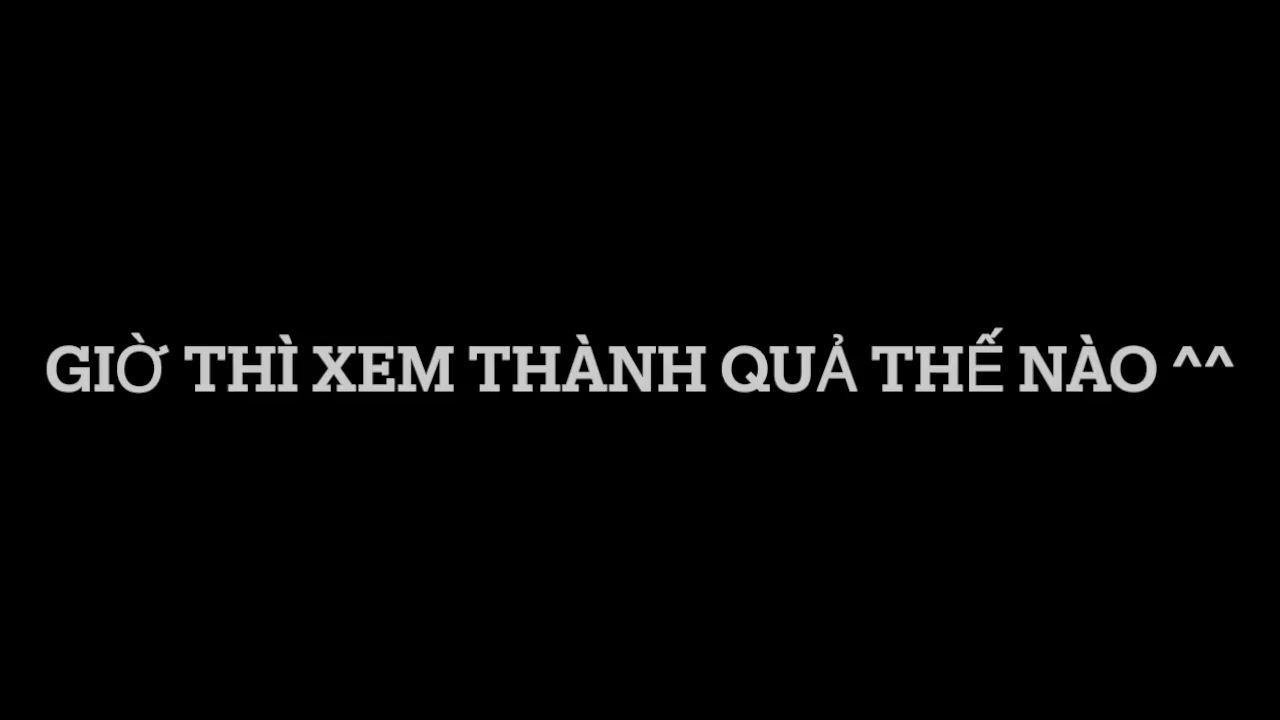 GIỜ THÌ XEM THÀNH QUẢ THẾ NÀO ^^